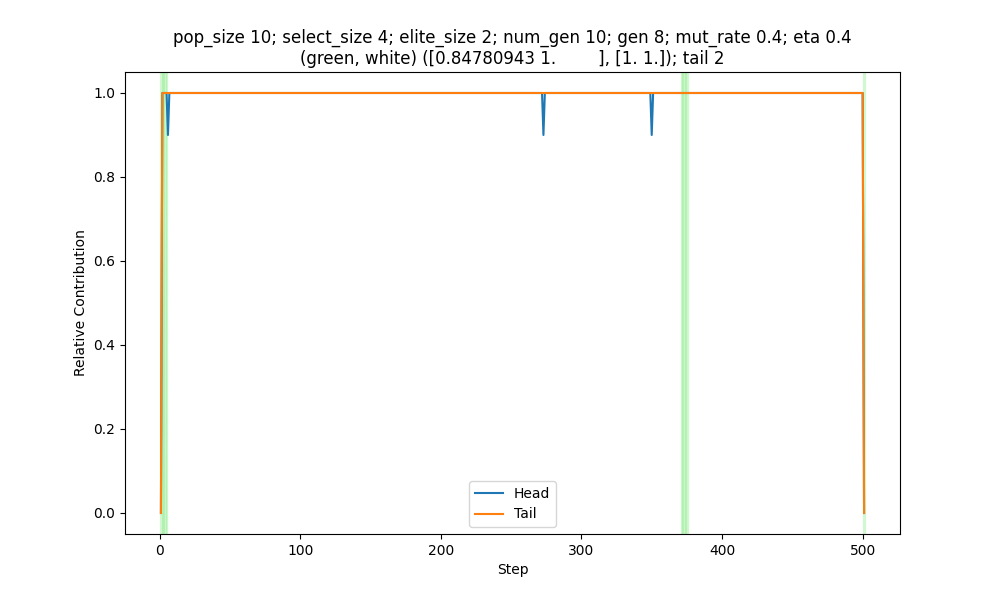 pop_size 10; select_size 4; elite_size 2; num_gen 10; gen 8; mut_rate 0.4; eta 0.4
(green, white) ([0.84780943 1.        ], [1. 1.]); tail 2
1.0
0.8
0.6
0.4
0.2
0.0
Relative Contribution
Head
Tail
0
100
200
300
400
500
Step